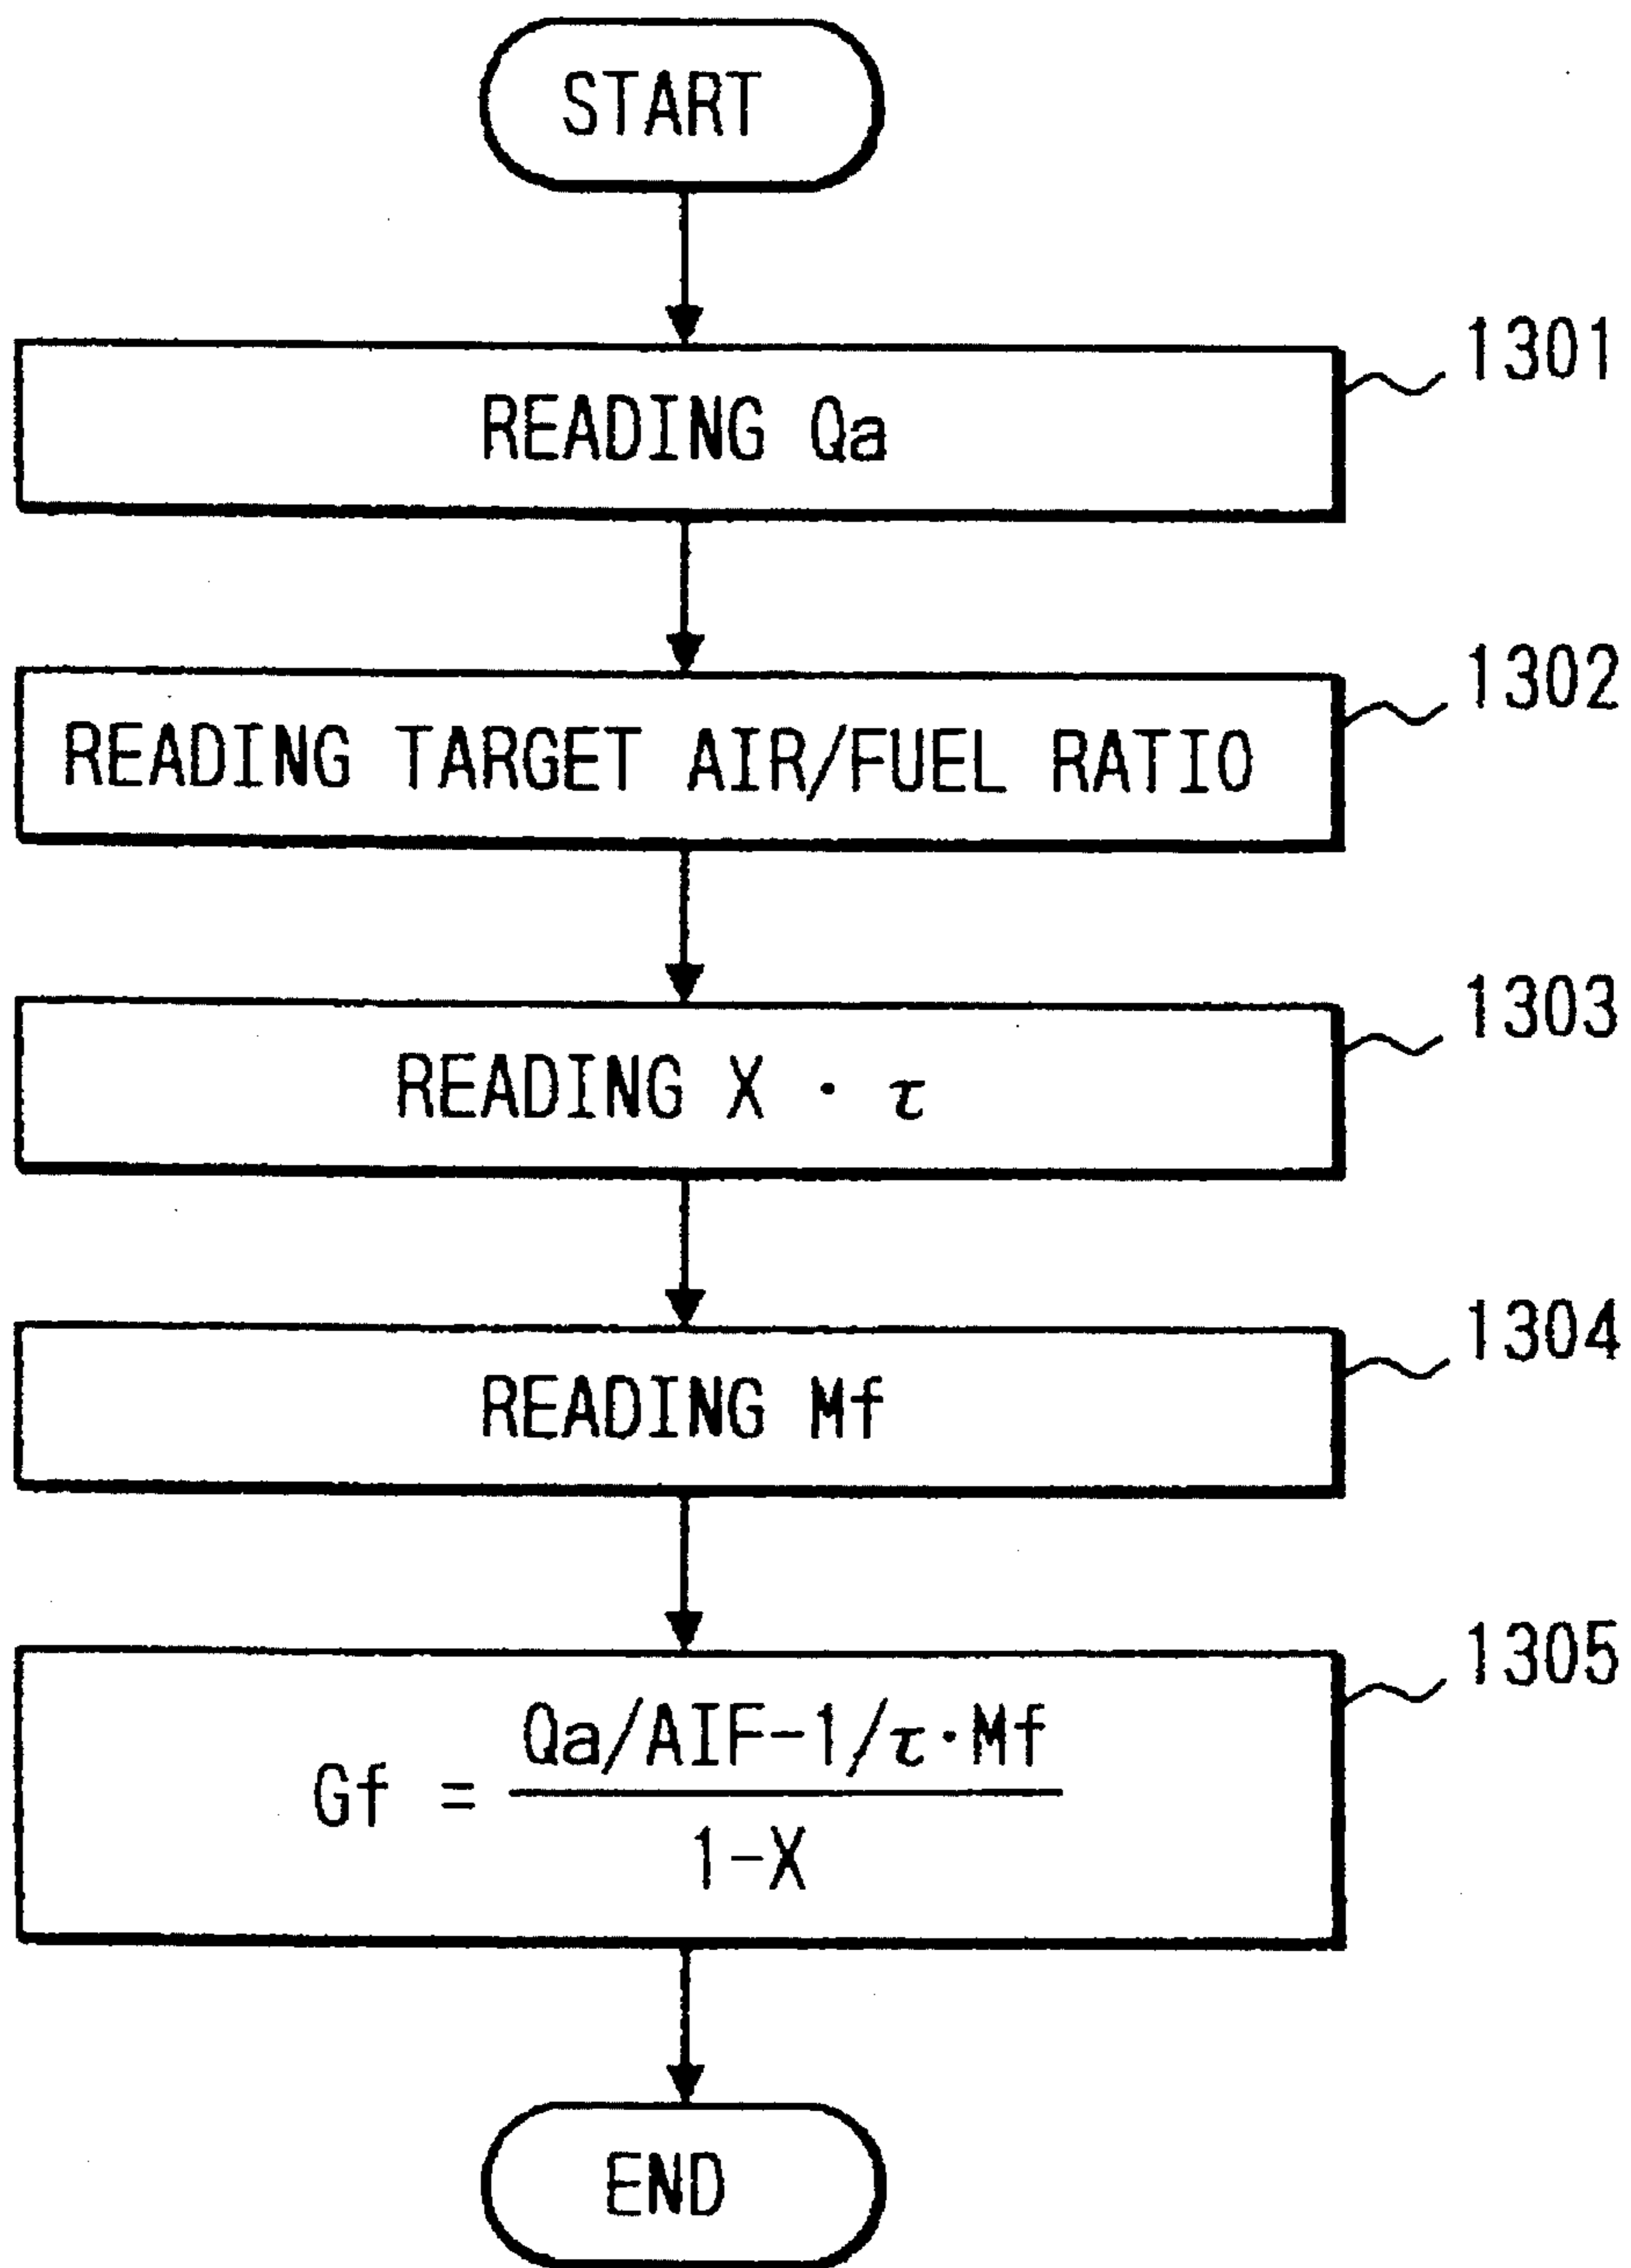 START
1301
READING Qa
1302
READING TARGET AIR/FUEL RATIO
1303
READING X · τ
1304
READING Mf
1305
Gf = Qa/AIF-1/τ·Mf
1-X
END